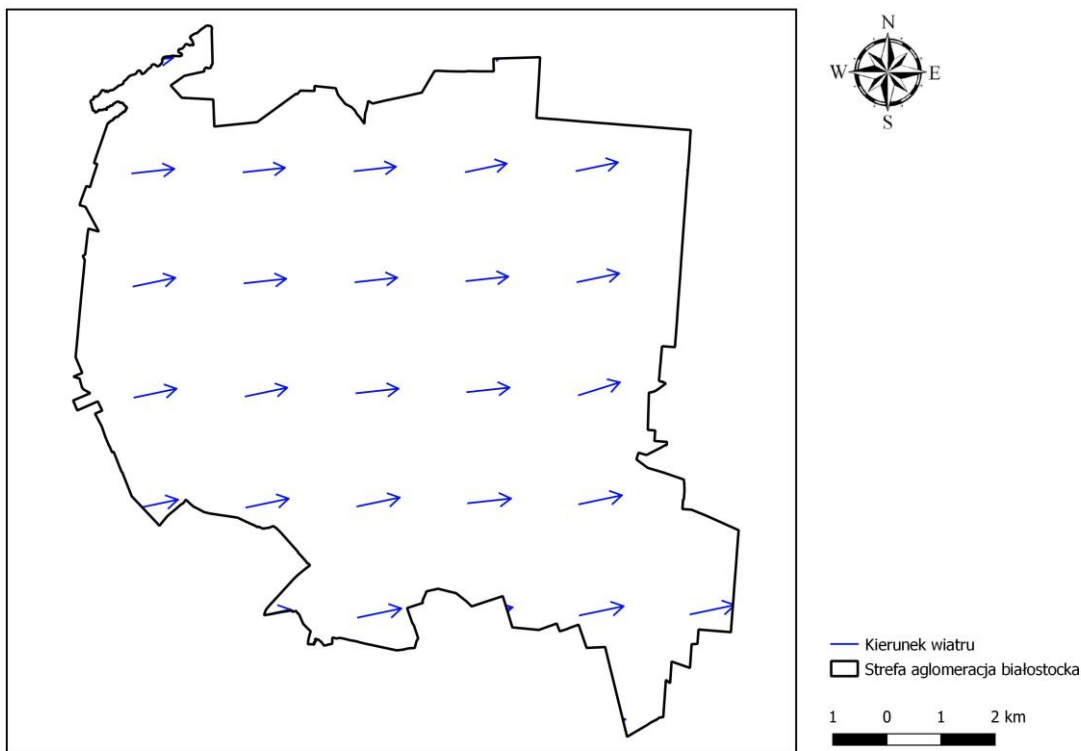 N
W E
S
Kierunek wiatru
Strefa aglomeracja białostocka
1 0 1 2 km